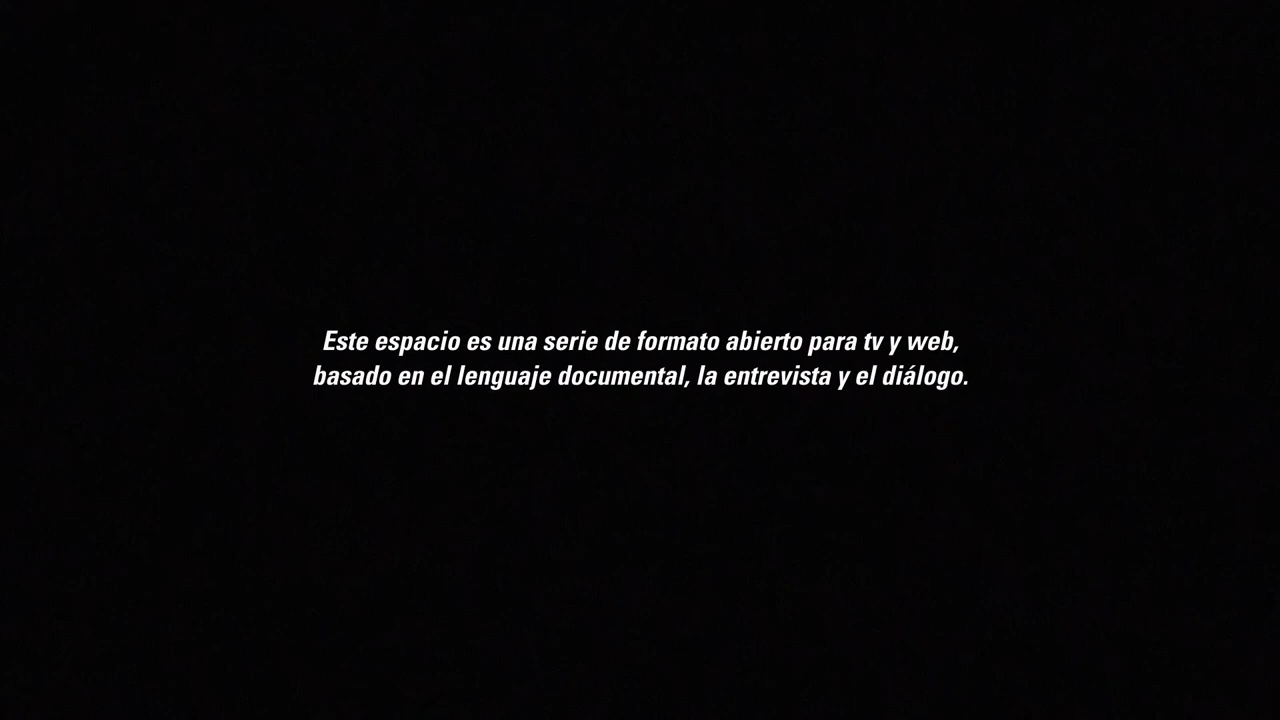 Este espacio es una serie de formato abierto para tv y web,
basado en el lenguaje documental, la entrevista y el diálogo.